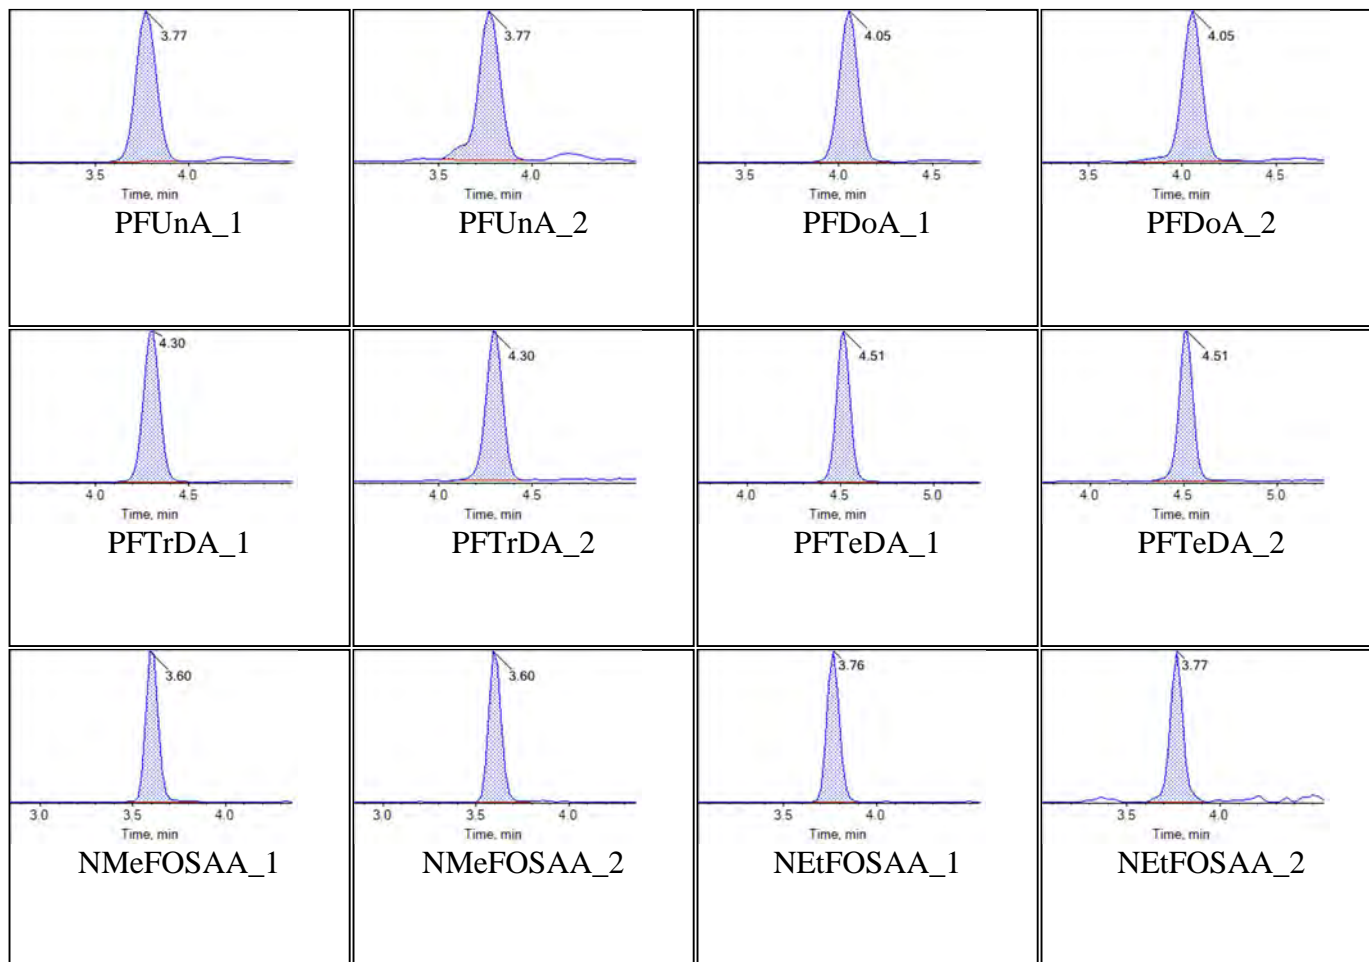 3.77
3.5 4.0
Time, min
PFUnA_1
3.77
3.5 4.0
Time, min
PFUnA_2
4.05
3.5 4.0 4.5
Time, min
PFDoA_1
4.05
3.5 4.0 4.5
Time, min
PFDoA_2
4.30
4.0 4.5
Time, min
PFTrDA_1
4.30
4.0 4.5
Time, min
PFTrDA_2
4.51
4.0 4.5 5.0
Time, min
PFTeDA_1
4.51
4.0 4.5 5.0
Time, min
PFTeDA_2
3.60
3.0 3.5 4.0
Time, min
NMeFOSAA_1
3.60
3.0 3.5 4.0
Time, min
NMeFOSAA_2
3.76
3.5 4.0
Time, min
NEtFOSAA_1
3.77
3.5 4.0
Time, min
NEtFOSAA_2